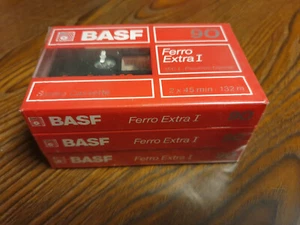 BASF
90
Ferro
Extra I
2 x 45 min · 132 m
BASF Ferro Extra I
BASF Ferro Extra I
BASF Ferro Extra I